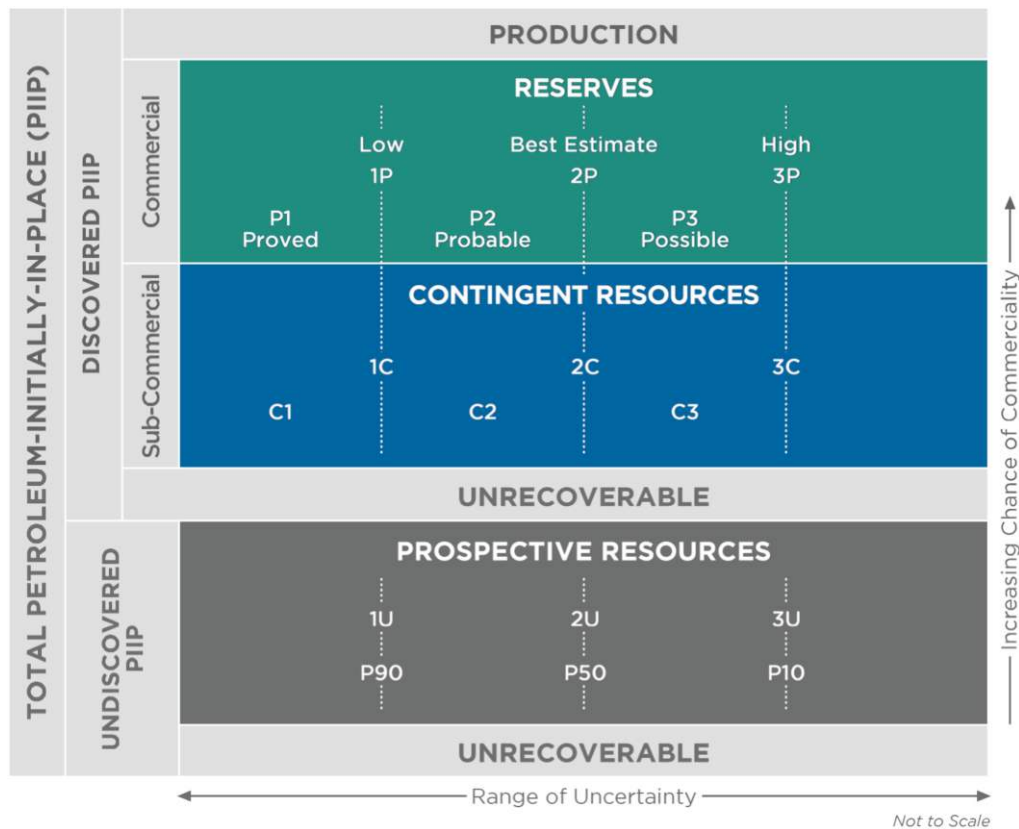 TOTAL PETROLEUM-INITIALLY-IN-PLACE (PIIP)
DISCOVERED PIIP
UNDISCOVERED
PIIP
Commercial
Sub-Commercial
PRODUCTION
RESERVES
Low
Best Estimate
High
1P
2P
3P
P1
Proved
P2
Probable
P3
Possible
CONTINGENT RESOURCES
1C
2C
3C
C1
C2
C3
UNRECOVERABLE
PROSPECTIVE RESOURCES
1U
2U
3U
P90
P50
P10
UNRECOVERABLE
Increasing Chance of Commerciality
Range of Uncertainty
Not to Scale